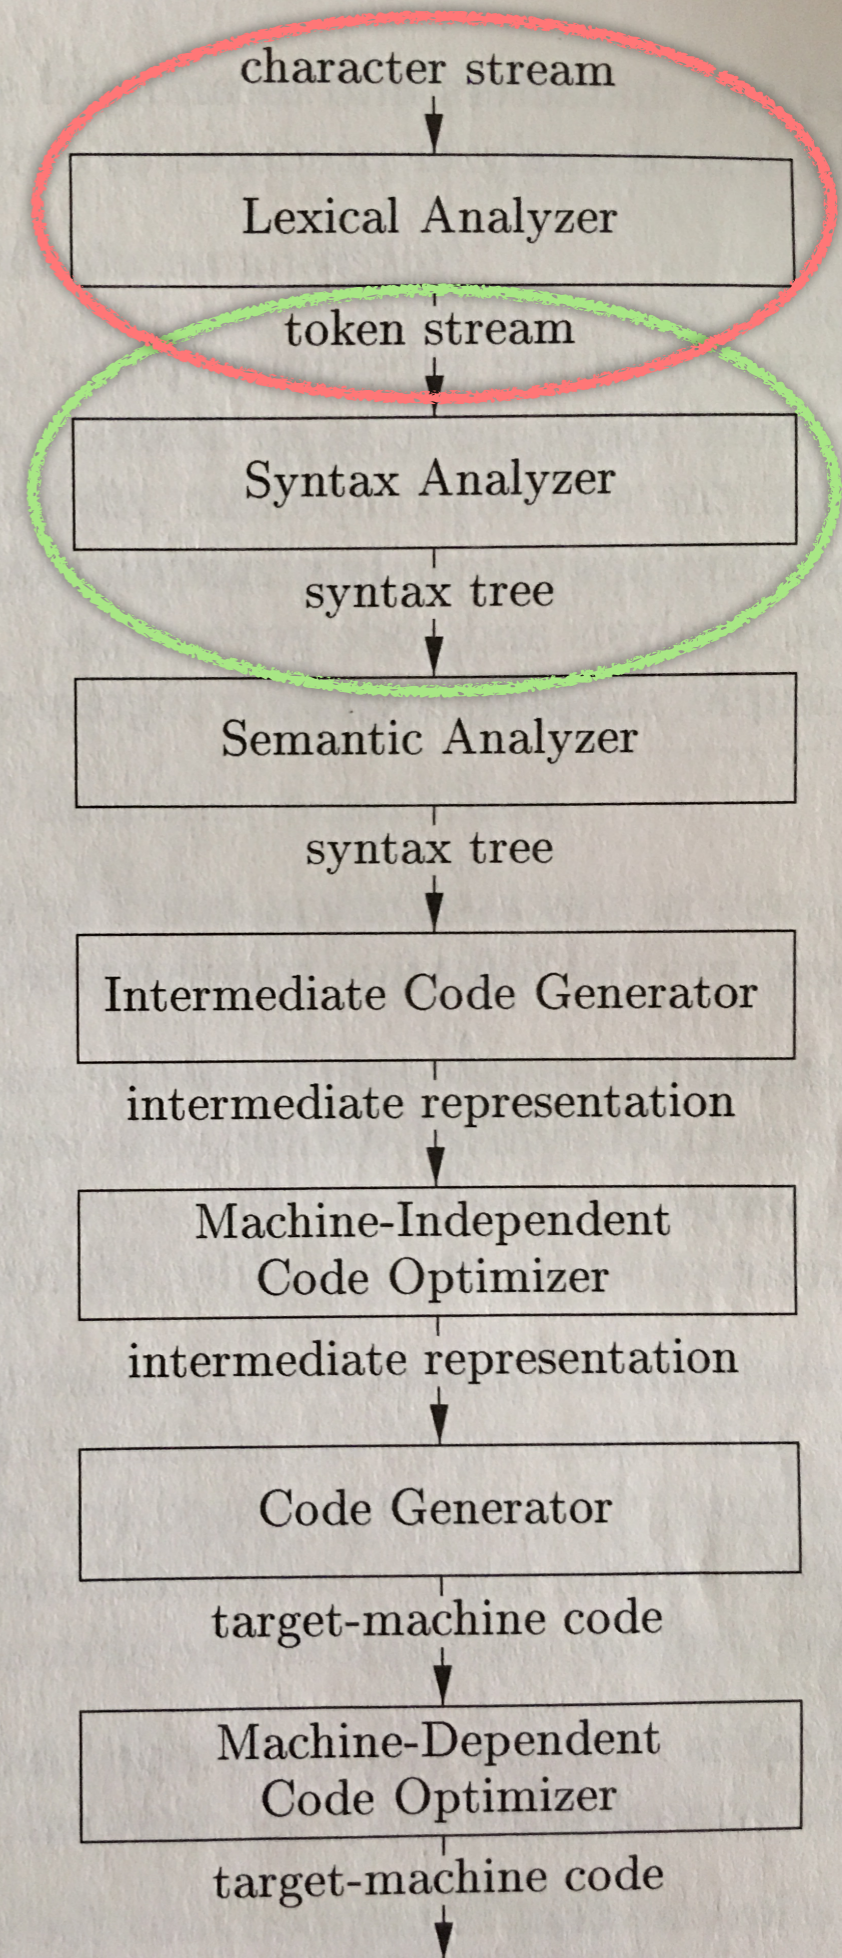 character stream
Lexical Analyzer
token stream
Syntax Analyzer
syntax tree
Semantic Analyzer
syntax tree
Intermediate Code Generator
intermediate representation
Machine-Independent
Code Optimizer
intermediate representation
Code Generator
target-machine code
Machine-Dependent
Code Optimizer
target-machine code